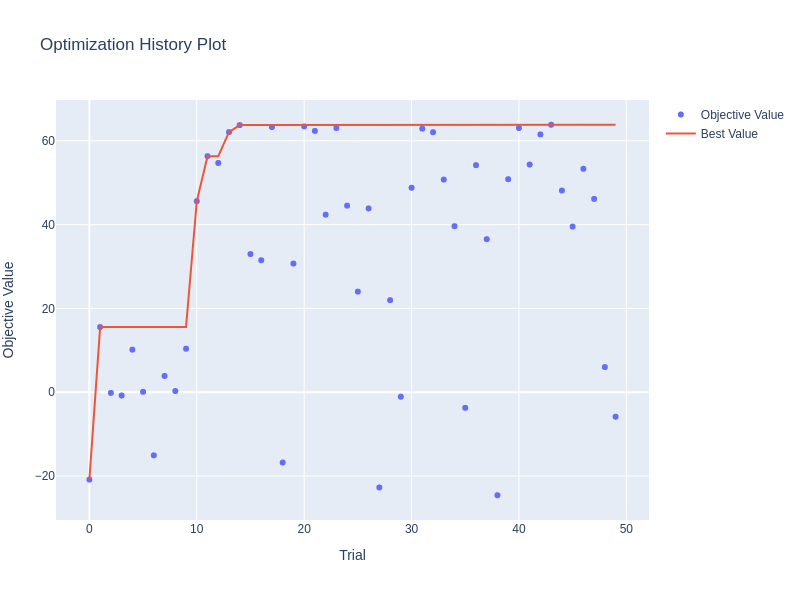 Optimization History Plot
Objective Value
Best Value
60
40
20
0
−20
0
10
20
30
40
50
Trial
Objective Value